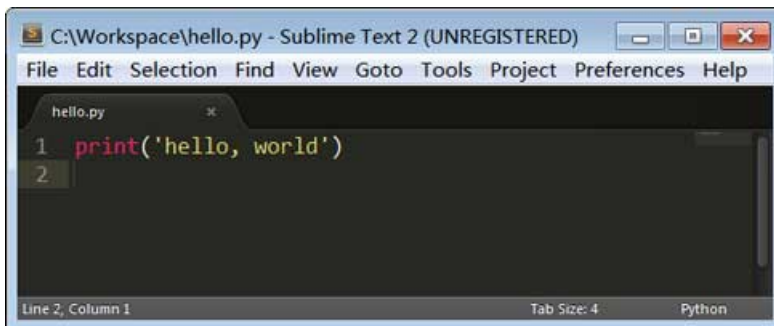 C:\Workspace\hello.py - Sublime Text 2 (UNREGISTERED)
File Edit Selection Find View Goto Tools Project Preferences Help
hello.py
1 print('hello, world')
2
Line 2, Column 1 Tab Size: 4 Python